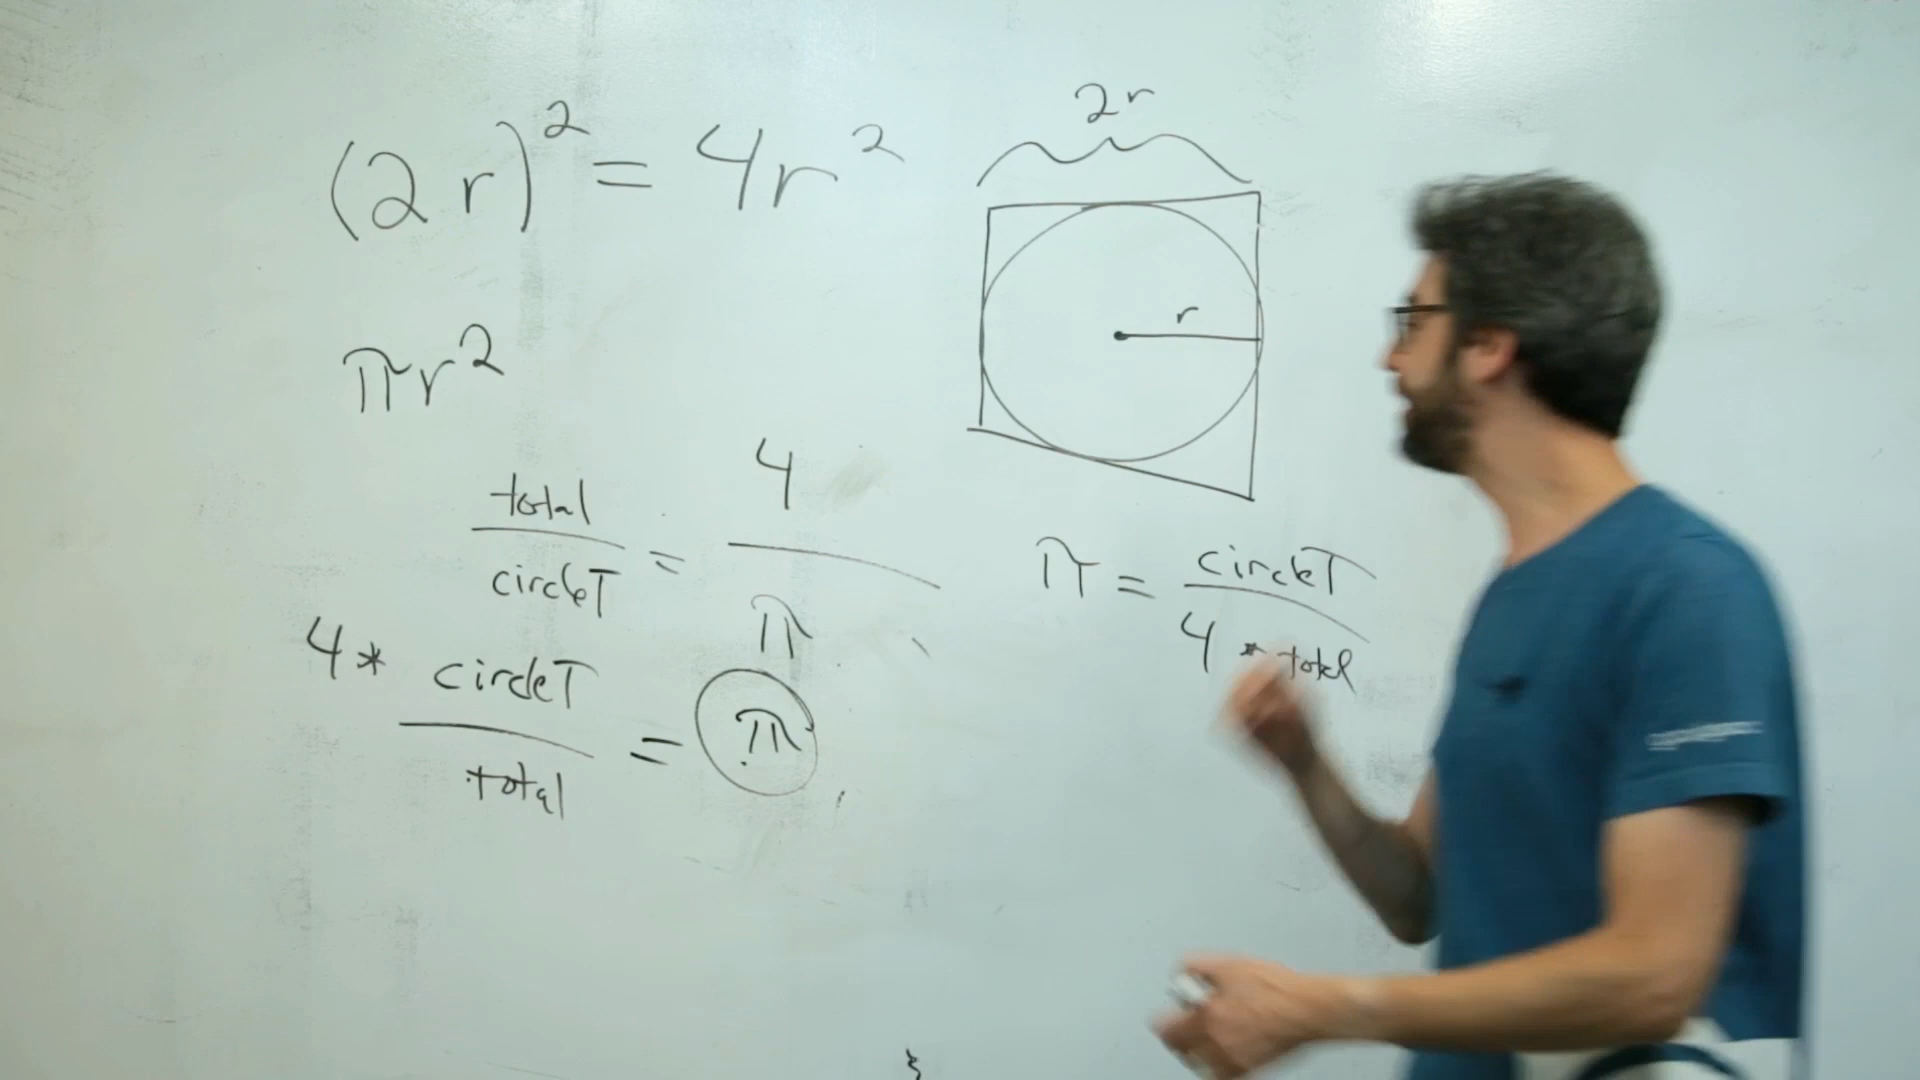 (2r)² = 4r²
πr²
total / circleT = 4 / π
4 * circleT / total = π
2r
r
π = circleT / 4 * total